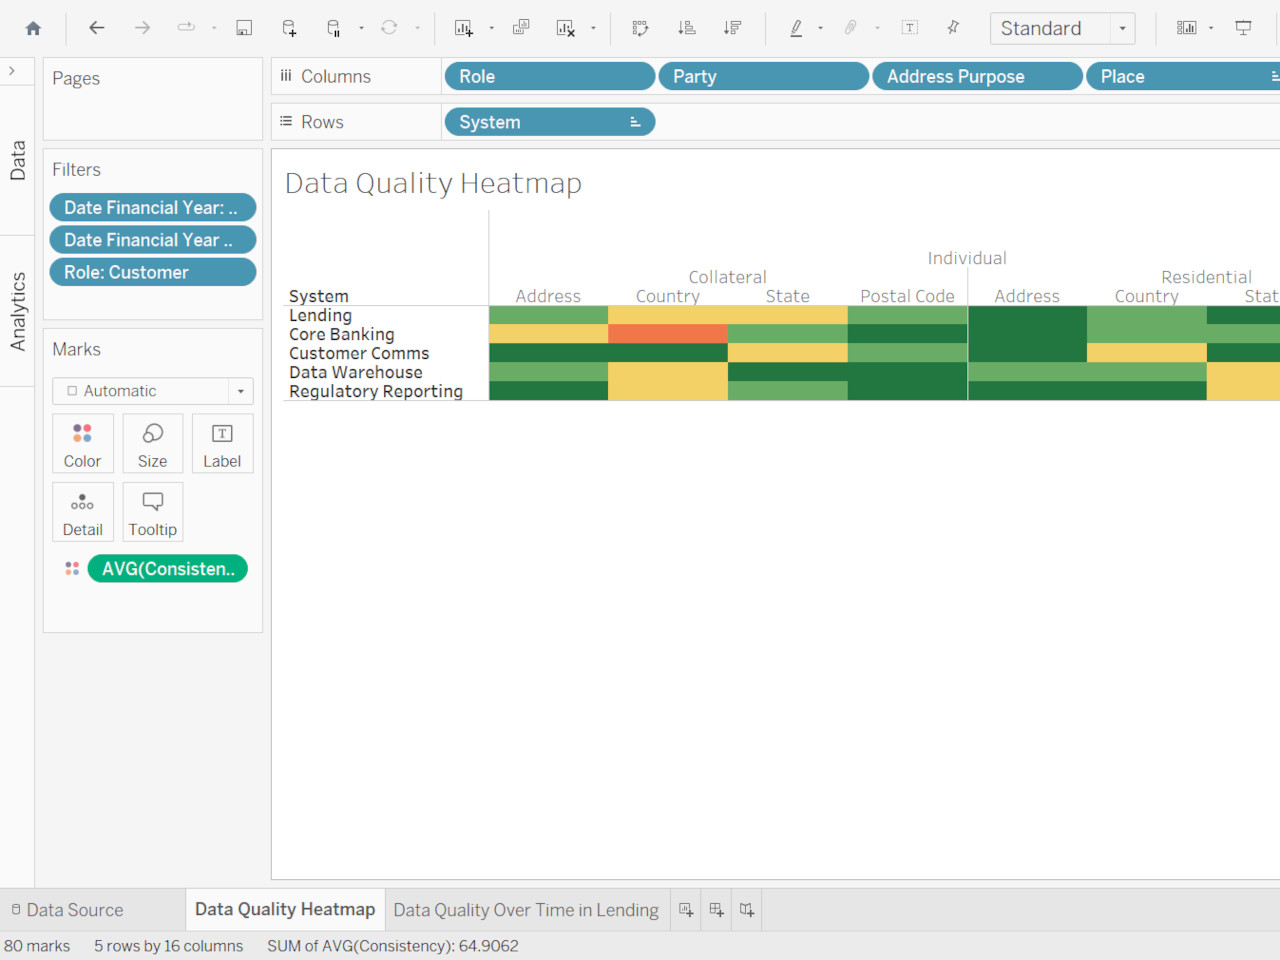 Standard
Pages
Columns
Role
Party
Address Purpose
Place
Rows
System
Data
Analytics
Filters
Date Financial Year: ..
Date Financial Year ..
Role: Customer
Marks
Automatic
Color
Size
Label
Detail
Tooltip
AVG(Consisten..
Data Quality Heatmap
Individual
Collateral
Residential
System
Address
Country
State
Postal Code
Address
Country
Stat
Lending
Core Banking
Customer Comms
Data Warehouse
Regulatory Reporting
Data Source
Data Quality Heatmap
Data Quality Over Time in Lending
80 marks
5 rows by 16 columns
SUM of AVG(Consistency): 64.9062